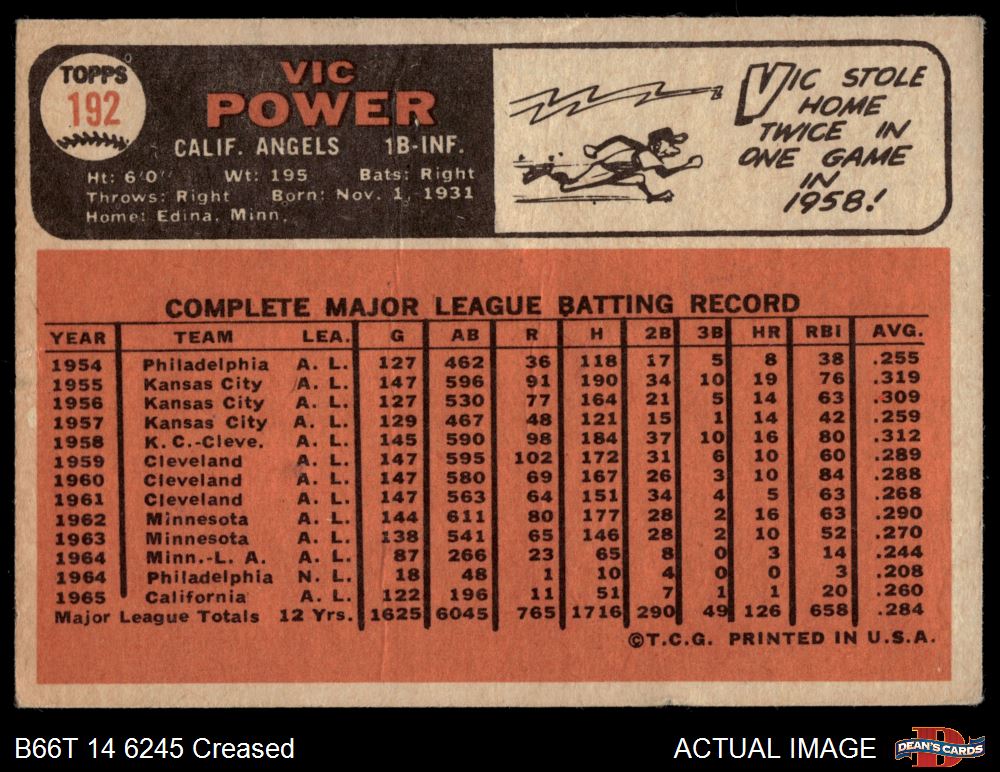 TOPPS
192
VIC
POWER
CALIF. ANGELS 1B-INF.
Ht: 6'0" Wt: 195 Bats: Right
Throws: Right Born: Nov. 1, 1931
Home: Edina, Minn.
VIC STOLE
HOME
TWICE IN
ONE GAME
IN
1958!
COMPLETE MAJOR LEAGUE BATTING RECORD
YEAR TEAM LEA. G AB R H 2B 3B HR RBI AVG.
1954 Philadelphia A. L. 127 462 36 118 17 5 8 38 .255
1955 Kansas City A. L. 147 596 91 190 34 10 19 76 .319
1956 Kansas City A. L. 127 530 77 164 21 5 14 63 .309
1957 Kansas City A. L. 129 467 48 121 15 1 14 42 .259
1958 K. C.-Cleve. A. L. 145 590 98 184 37 10 16 80 .312
1959 Cleveland A. L. 147 595 102 172 31 6 10 60 .289
1960 Cleveland A. L. 147 580 69 167 26 3 10 84 .288
1961 Cleveland A. L. 147 563 64 151 34 4 5 63 .268
1962 Minnesota A. L. 144 611 80 177 28 2 16 63 .290
1963 Minnesota A. L. 138 541 65 146 28 2 10 52 .270
1964 Minn.-L. A. A. L. 87 266 23 65 8 0 3 14 .244
1964 Philadelphia N. L. 18 48 1 10 4 0 0 3 .208
1965 California A. L. 122 196 11 51 7 1 1 20 .260
Major League Totals 12 Yrs. 1625 6045 765 1716 290 49 126 658 .284
©T.C.G. PRINTED IN U.S.A.
B66T 14 6245 Creased
ACTUAL IMAGE
DEAN'S CARDS